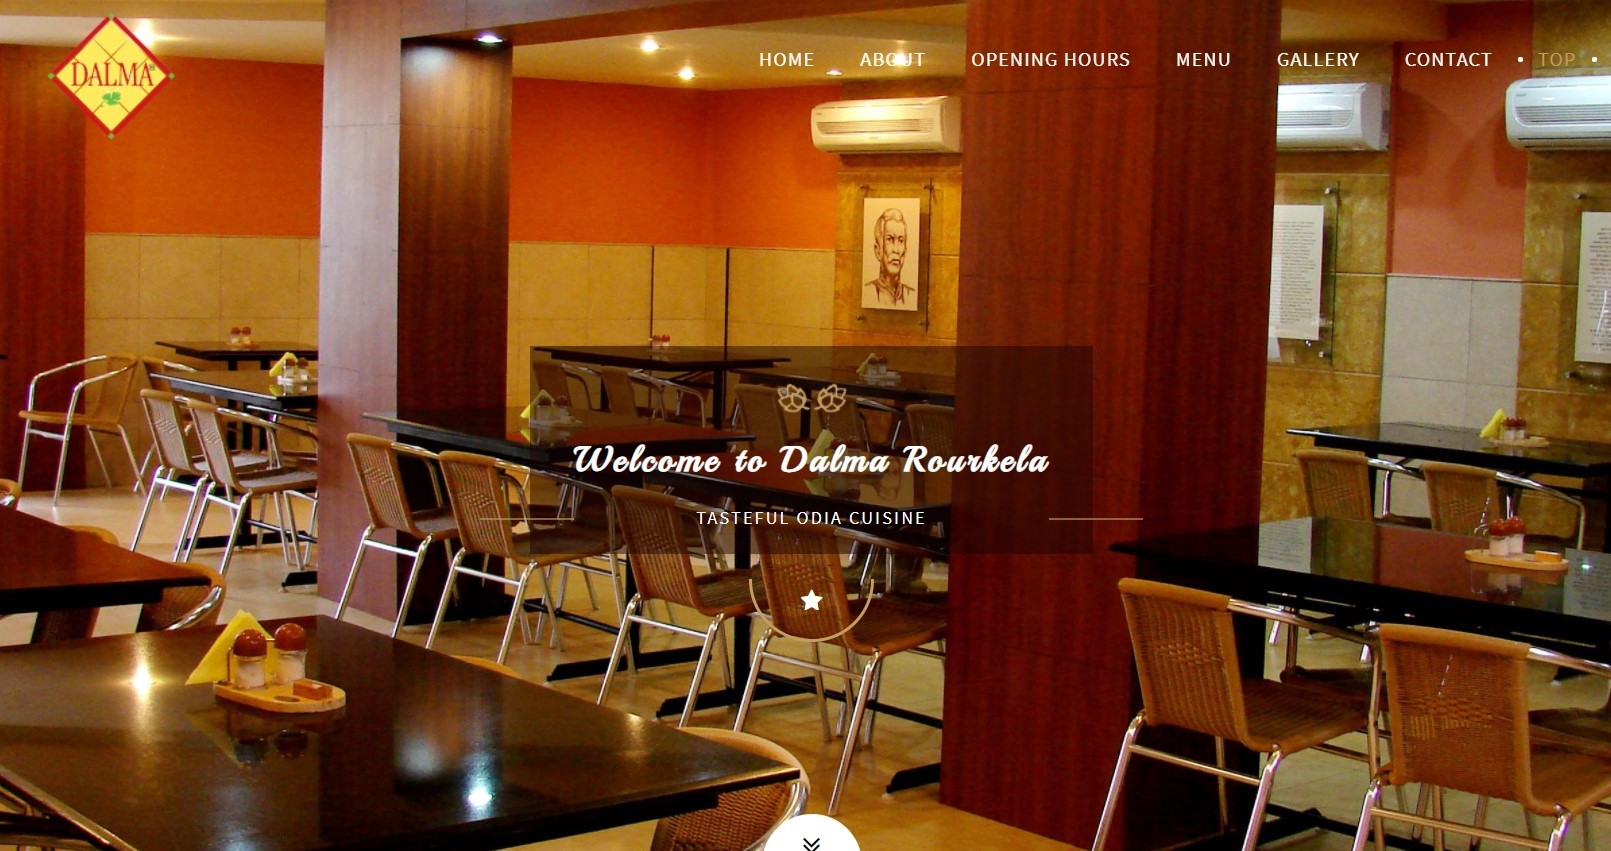 DALMA
HOME ABOUT OPENING HOURS MENU GALLERY CONTACT TOP
Welcome to Dalma Rourkela
TASTEFUL ODIA CUISINE